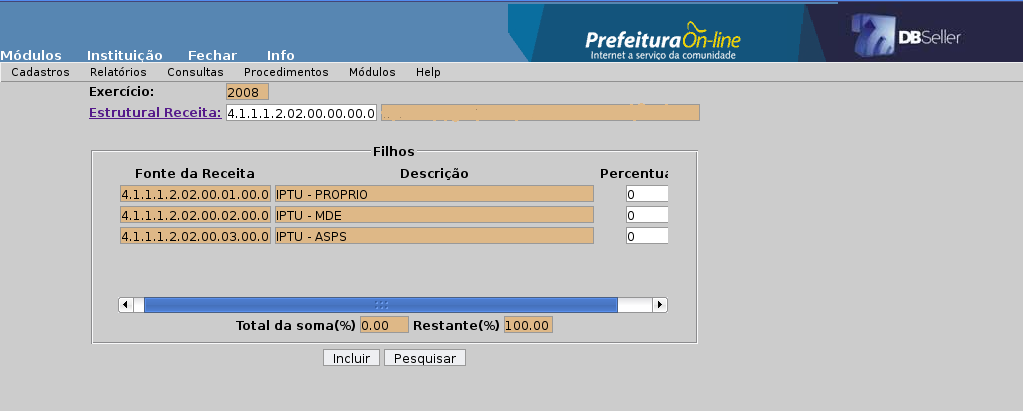 PrefeituraOn-line
Internet a serviço da comunidade
DBSeller
Módulos Instituição Fechar Info
Cadastros Relatórios Consultas Procedimentos Módulos Help
Exercício: 2008
Estrutural Receita: 4.1.1.1.2.02.00.00.00.0
Filhos
Fonte da Receita Descrição Percentua
4.1.1.1.2.02.00.01.00.0 IPTU - PROPRIO 0
4.1.1.1.2.02.00.02.00.0 IPTU - MDE 0
4.1.1.1.2.02.00.03.00.0 IPTU - ASPS 0
Total da soma(%) 0.00 Restante(%) 100.00
Incluir Pesquisar